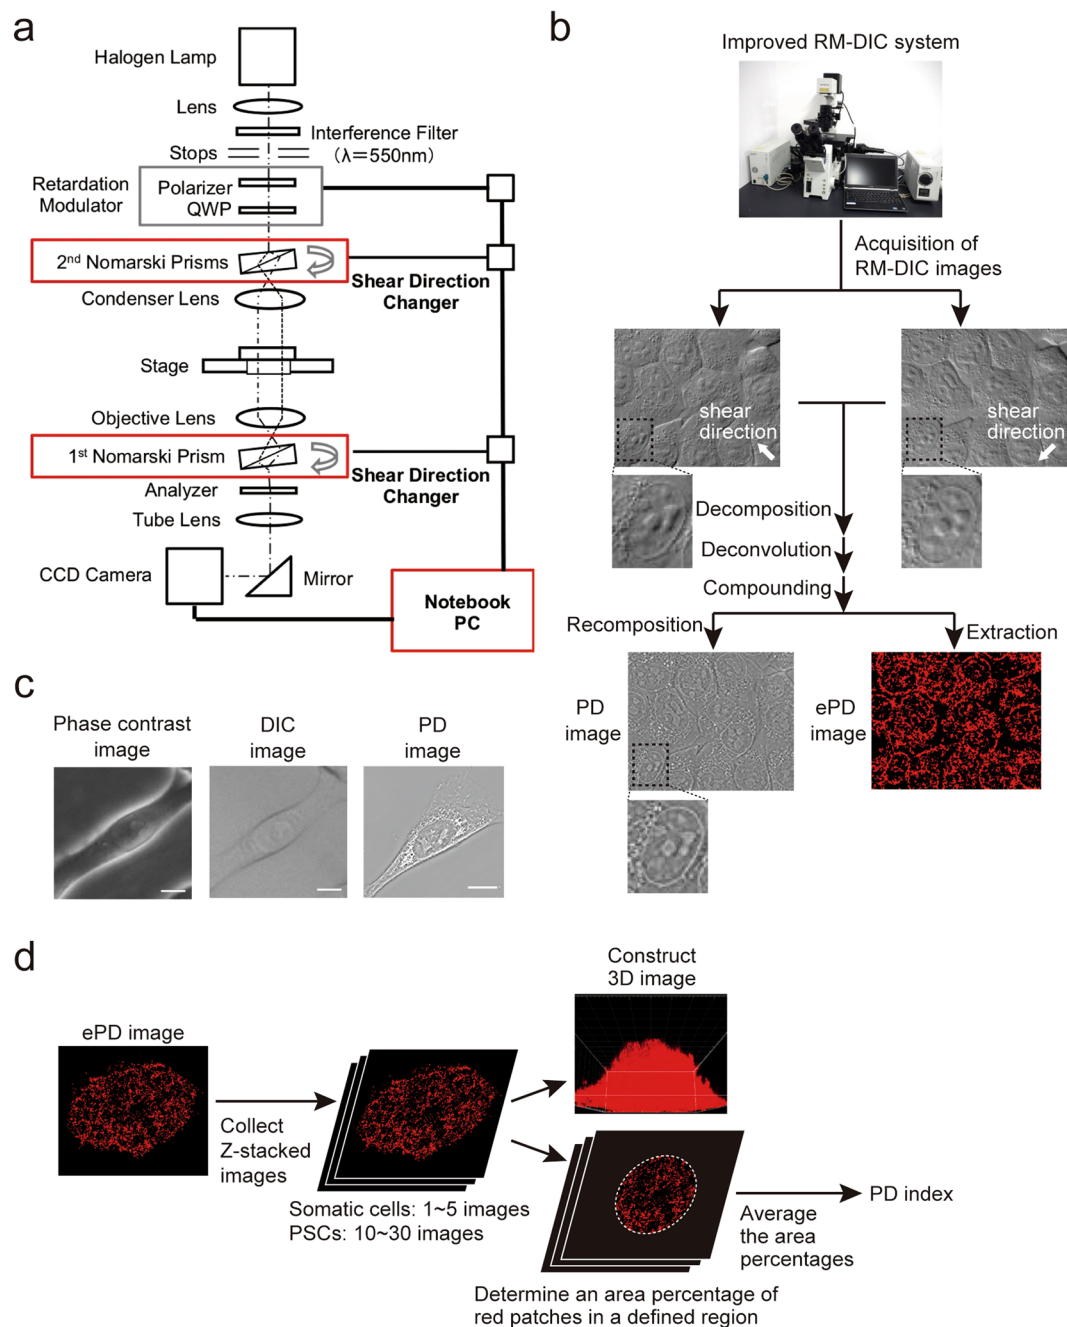 a
Halogen Lamp
Lens
Interference Filter
(λ=550nm)
Stops
Retardation
Modulator
Polarizer
QWP
2nd Nomarski Prisms
Shear Direction
Changer
Condenser Lens
Stage
Objective Lens
1st Nomarski Prism
Shear Direction
Changer
Analyzer
Tube Lens
CCD Camera
Mirror
Notebook
PC
b
Improved RM-DIC system
Acquisition of
RM-DIC images
shear
direction
shear
direction
Decomposition
Deconvolution
Compounding
Recomposition
Extraction
PD
image
ePD
image
c
Phase contrast
image
DIC
image
PD
image
d
ePD image
Collect
Z-stacked
images
Somatic cells: 1~5 images
PSCs: 10~30 images
Construct
3D image
Determine an area percentage of
red patches in a defined region
Average
the area
percentages
PD index